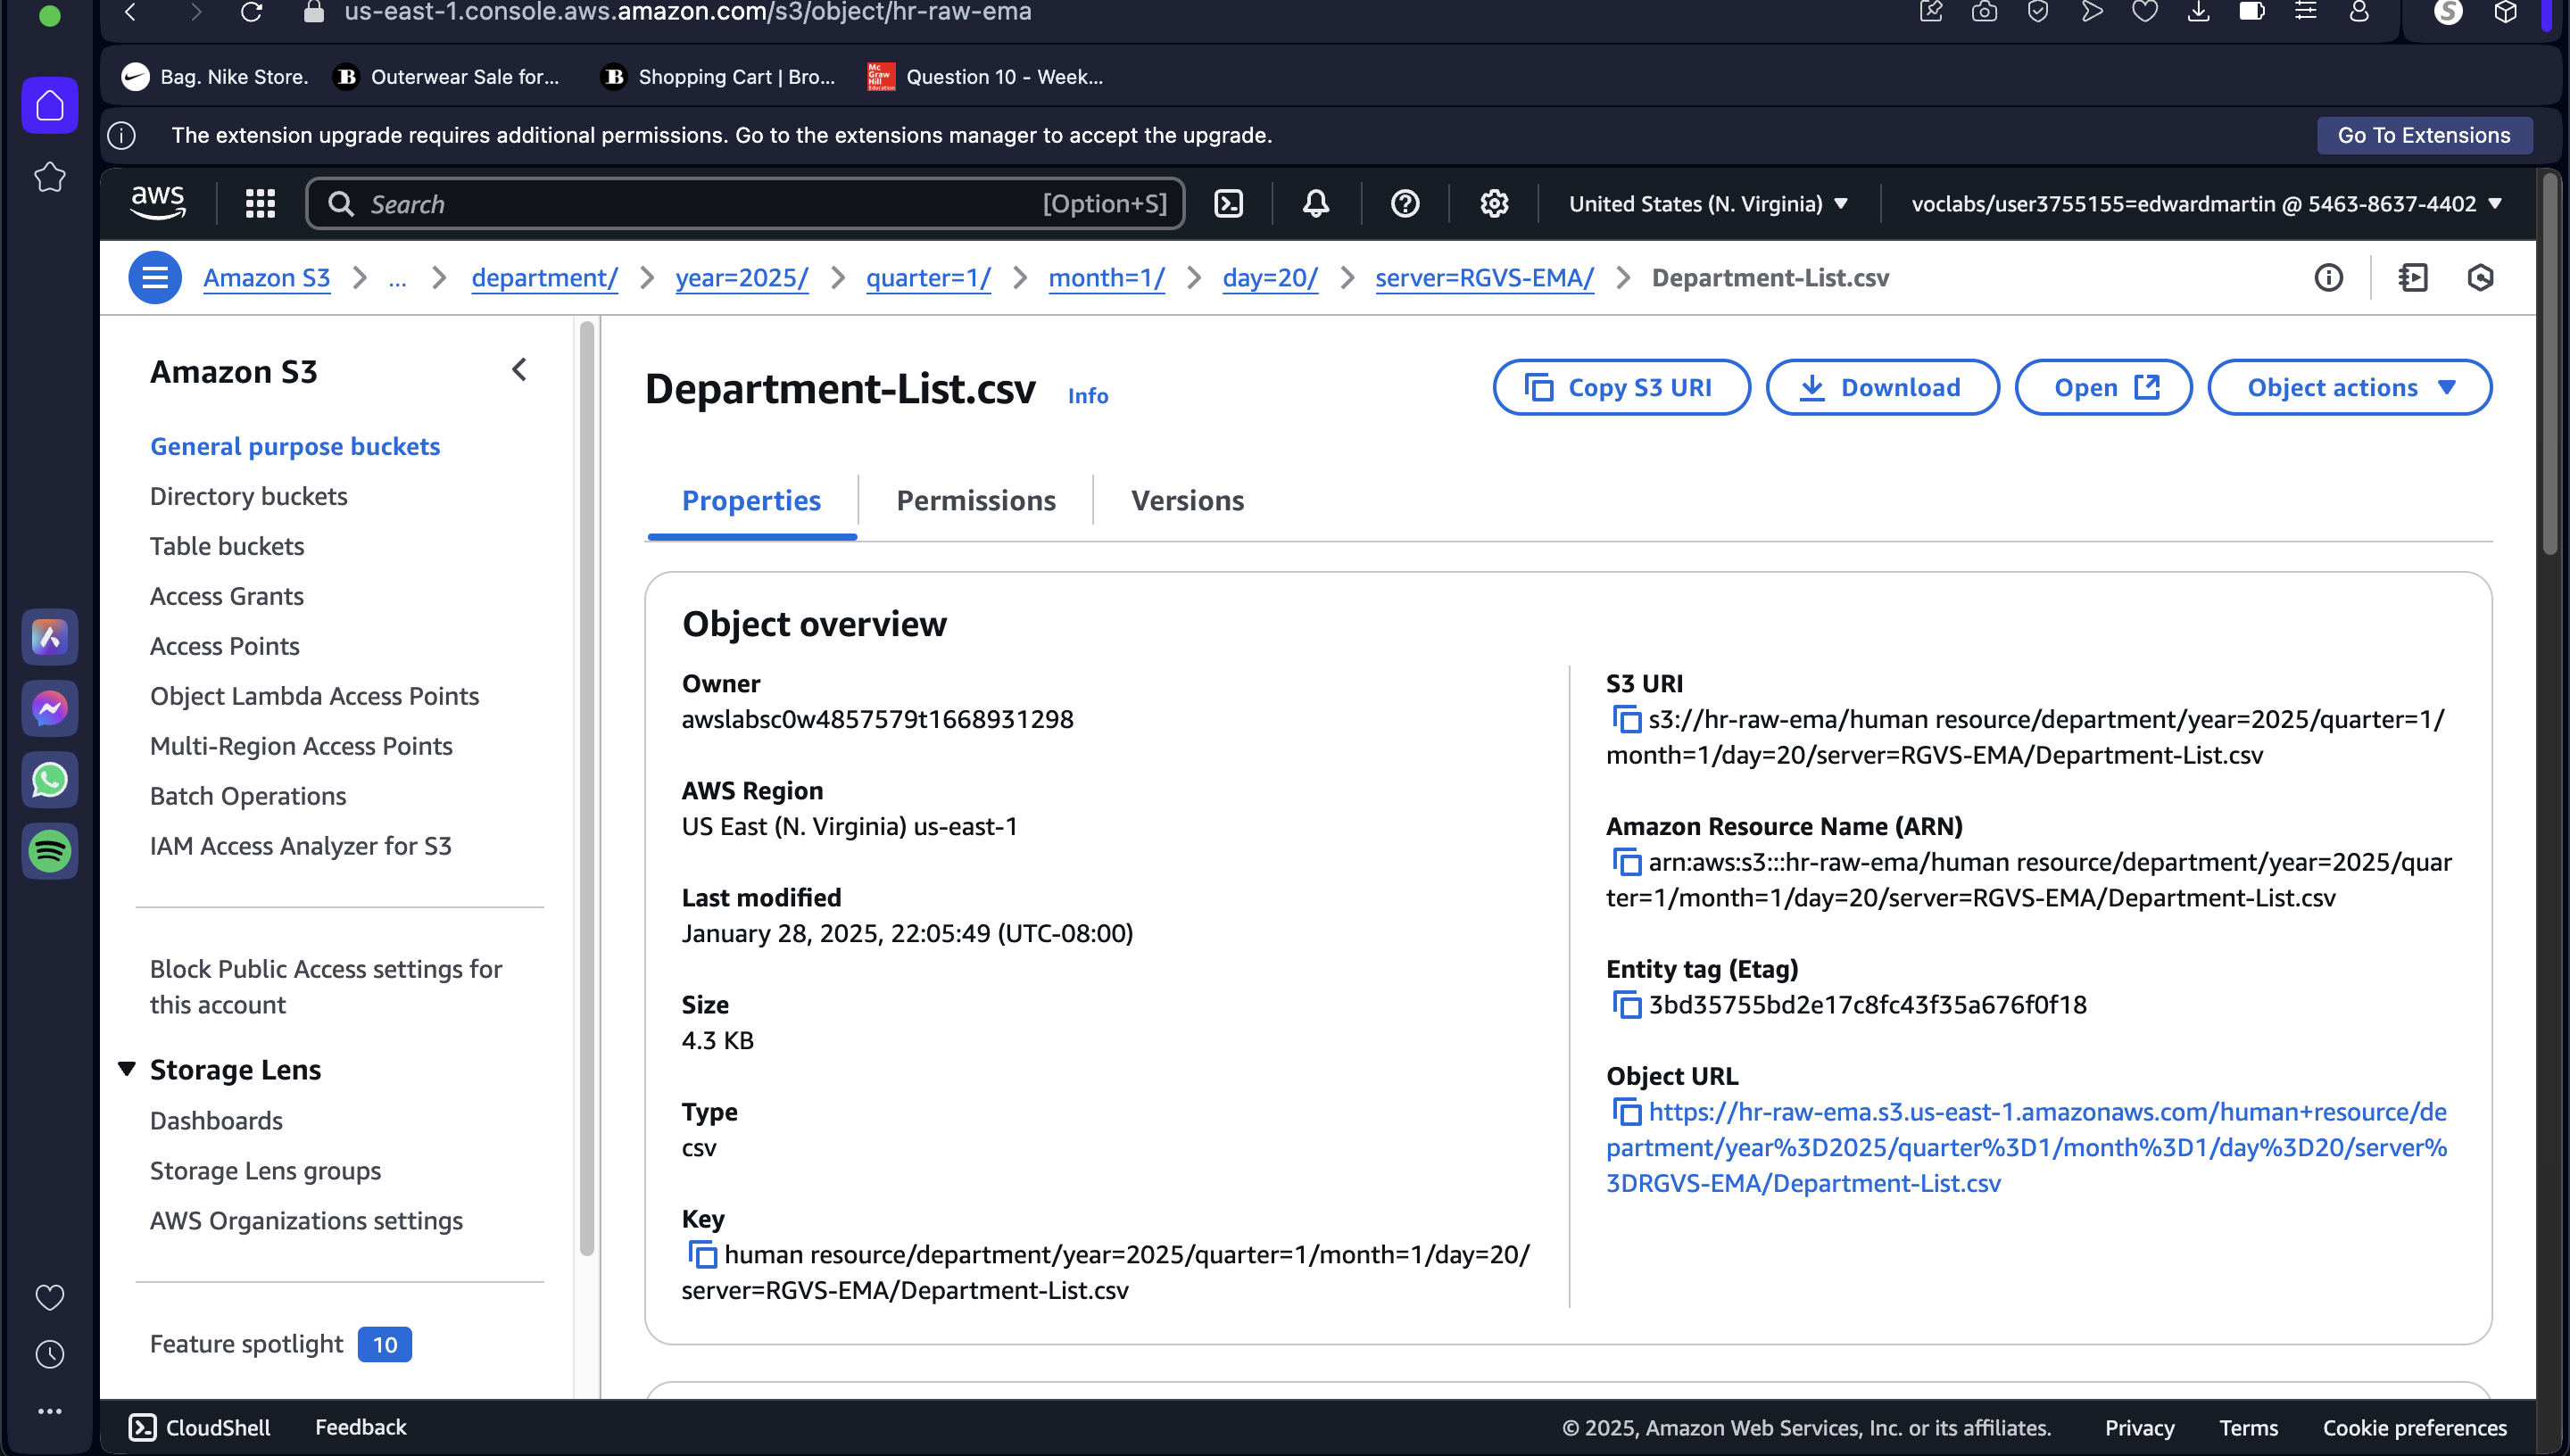 us-east-1.console.aws.amazon.com/s3/object/hr-raw-ema
Bag. Nike Store.
Outerwear Sale for...
Shopping Cart | Bro...
Mc
Graw
Hill
Education
Question 10 - Week...
The extension upgrade requires additional permissions. Go to the extensions manager to accept the upgrade.
Go To Extensions
aws
Search
[Option+S]
United States (N. Virginia)
voclabs/user3755155=edwardmartin @ 5463-8637-4402
Amazon S3
...
department/
year=2025/
quarter=1/
month=1/
day=20/
server=RGVS-EMA/
Department-List.csv
Amazon S3
General purpose buckets
Directory buckets
Table buckets
Access Grants
Access Points
Object Lambda Access Points
Multi-Region Access Points
Batch Operations
IAM Access Analyzer for S3
Block Public Access settings for
this account
Storage Lens
Dashboards
Storage Lens groups
AWS Organizations settings
Feature spotlight
10
Department-List.csv
Info
Copy S3 URI
Download
Open
Object actions
Properties
Permissions
Versions
Object overview
Owner
awslabsc0w4857579t1668931298
AWS Region
US East (N. Virginia) us-east-1
Last modified
January 28, 2025, 22:05:49 (UTC-08:00)
Size
4.3 KB
Type
csv
Key
human resource/department/year=2025/quarter=1/month=1/day=20/
server=RGVS-EMA/Department-List.csv
S3 URI
s3://hr-raw-ema/human resource/department/year=2025/quarter=1/
month=1/day=20/server=RGVS-EMA/Department-List.csv
Amazon Resource Name (ARN)
arn:aws:s3:::hr-raw-ema/human resource/department/year=2025/quar
ter=1/month=1/day=20/server=RGVS-EMA/Department-List.csv
Entity tag (Etag)
3bd35755bd2e17c8fc43f35a676f0f18
Object URL
https://hr-raw-ema.s3.us-east-1.amazonaws.com/human+resource/de
partment/year%3D2025/quarter%3D1/month%3D1/day%3D20/server%
3DRGVS-EMA/Department-List.csv
CloudShell
Feedback
© 2025, Amazon Web Services, Inc. or its affiliates.
Privacy
Terms
Cookie preferences